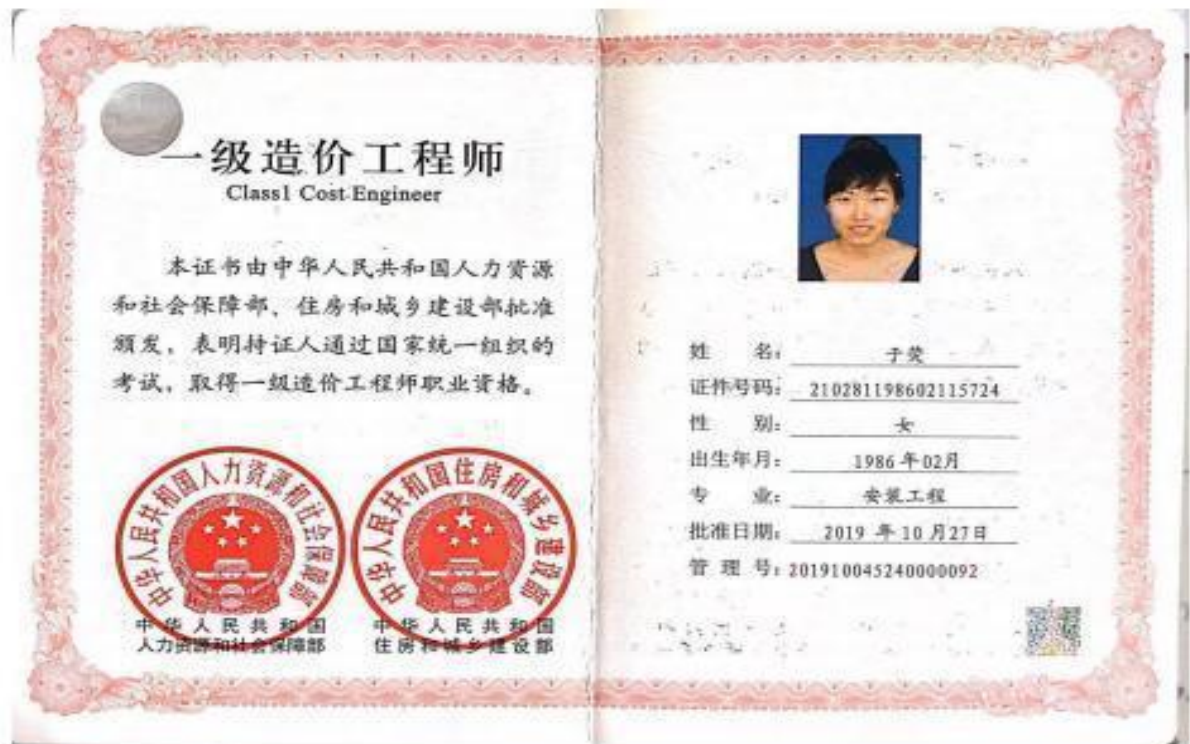 一级造价工程师
Class1 Cost Engineer
本证书由中华人民共和国人力资源
和社会保障部、住房和城乡建设部批准
颁发，表明持证人通过国家统一组织的
考试，取得一级造价工程师职业资格。
中华人民共和国人力资源和社会保障部
中华人民共和国
人力资源和社会保障部
中华人民共和国住房和城乡建设部
中华人民共和国
住房和城乡建设部
姓 名：于荧
证件号码：210281198602115724
性 别：女
出生年月：1986年02月
专 业：安装工程
批准日期：2019 年 10 月27日
管 理 号：201910045240000092